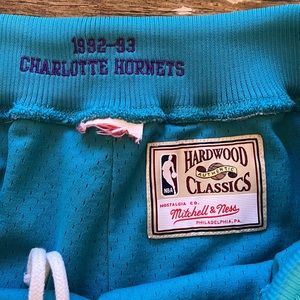 1992-93
CHARLOTTE HORNETS
HARDWOOD
AUTHENTIC
CLASSICS
NBA
NOSTALGIA CO.
Mitchell & Ness
PHILADELPHIA, PA.